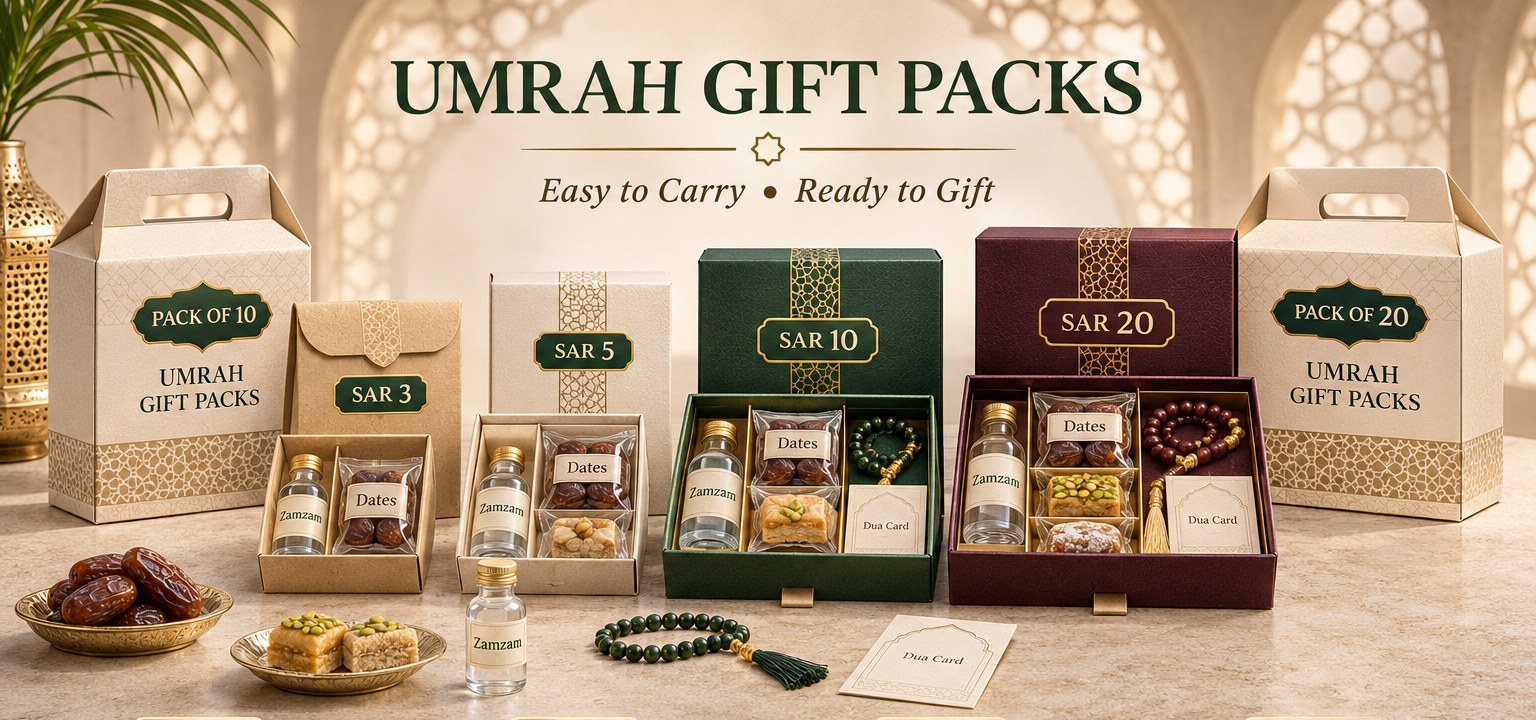 UMRAH GIFT PACKS
Easy to Carry • Ready to Gift
PACK OF 10
UMRAH
GIFT PACKS
SAR 3
SAR 5
SAR 10
SAR 20
PACK OF 20
UMRAH
GIFT PACKS
Zamzam
Dates
Zamzam
Dates
Zamzam
Dates
Dua Card
Zamzam
Dates
Dua Card
Zamzam
Dua Card